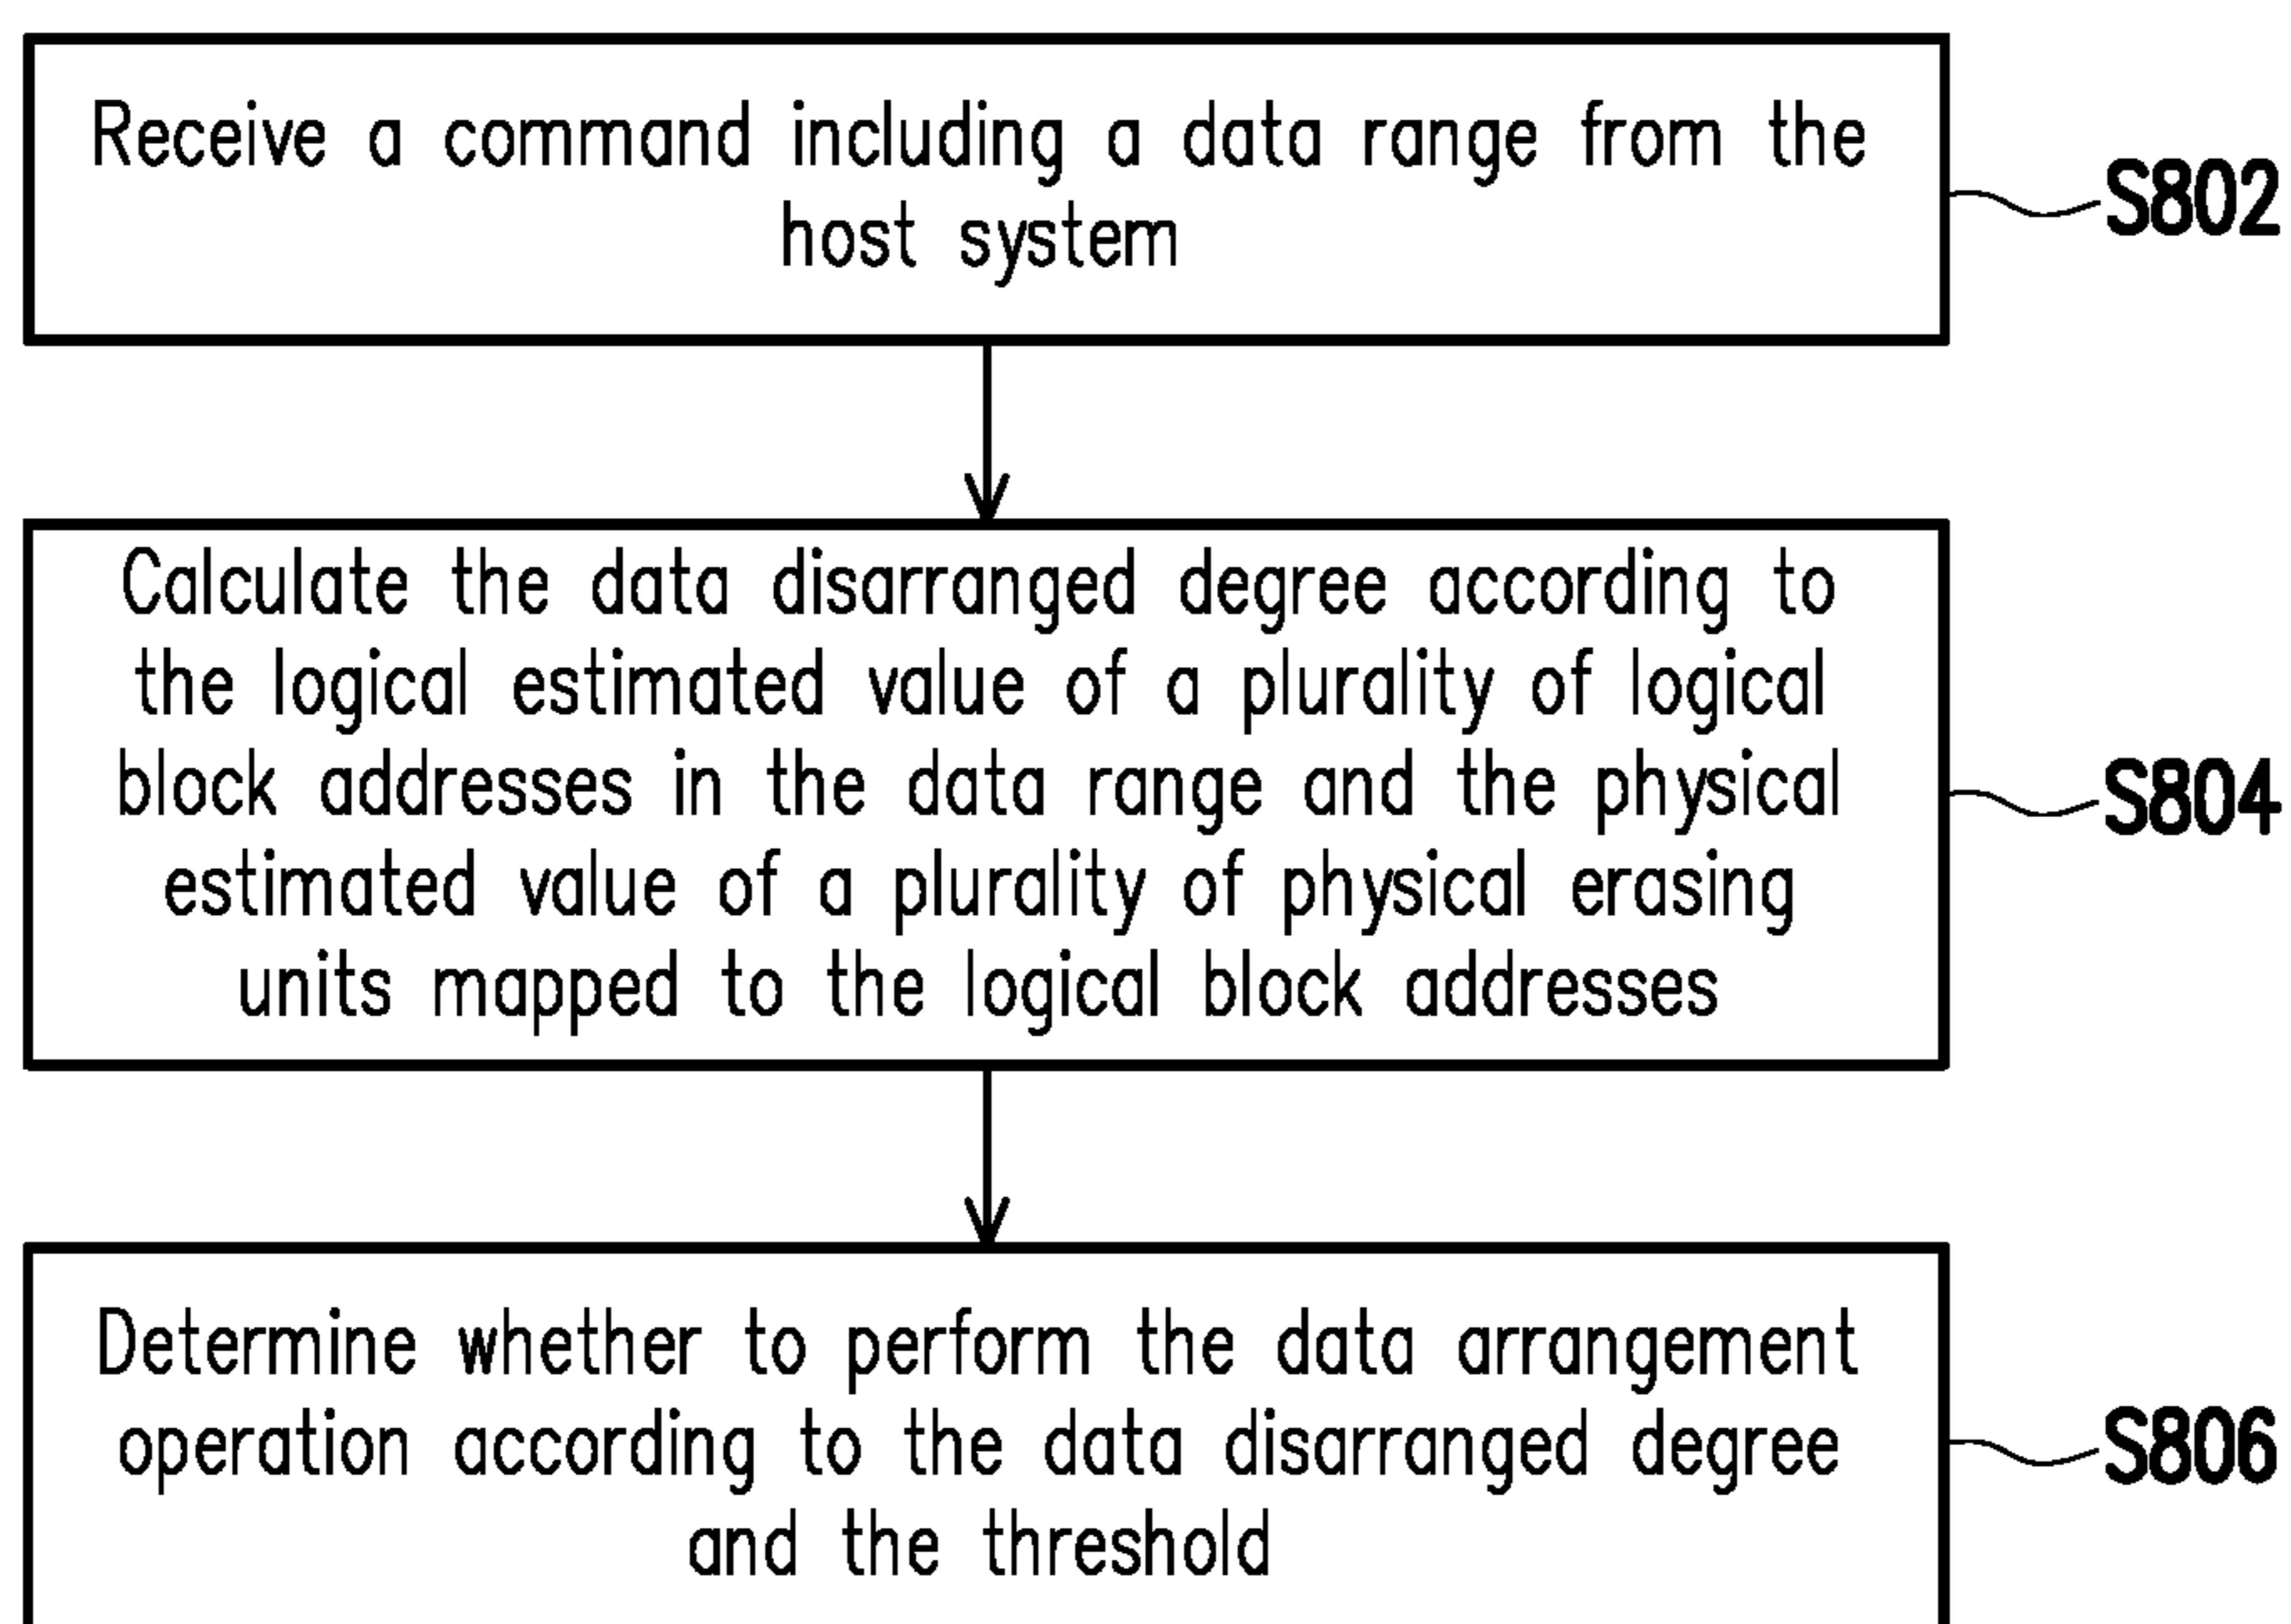 Receive a command including a data range from the
host system
S802
Calculate the data disarranged degree according to
the logical estimated value of a plurality of logical
block addresses in the data range and the physical
estimated value of a plurality of physical erasing
units mapped to the logical block addresses
S804
Determine whether to perform the data arrangement
operation according to the data disarranged degree
and the threshold
S806